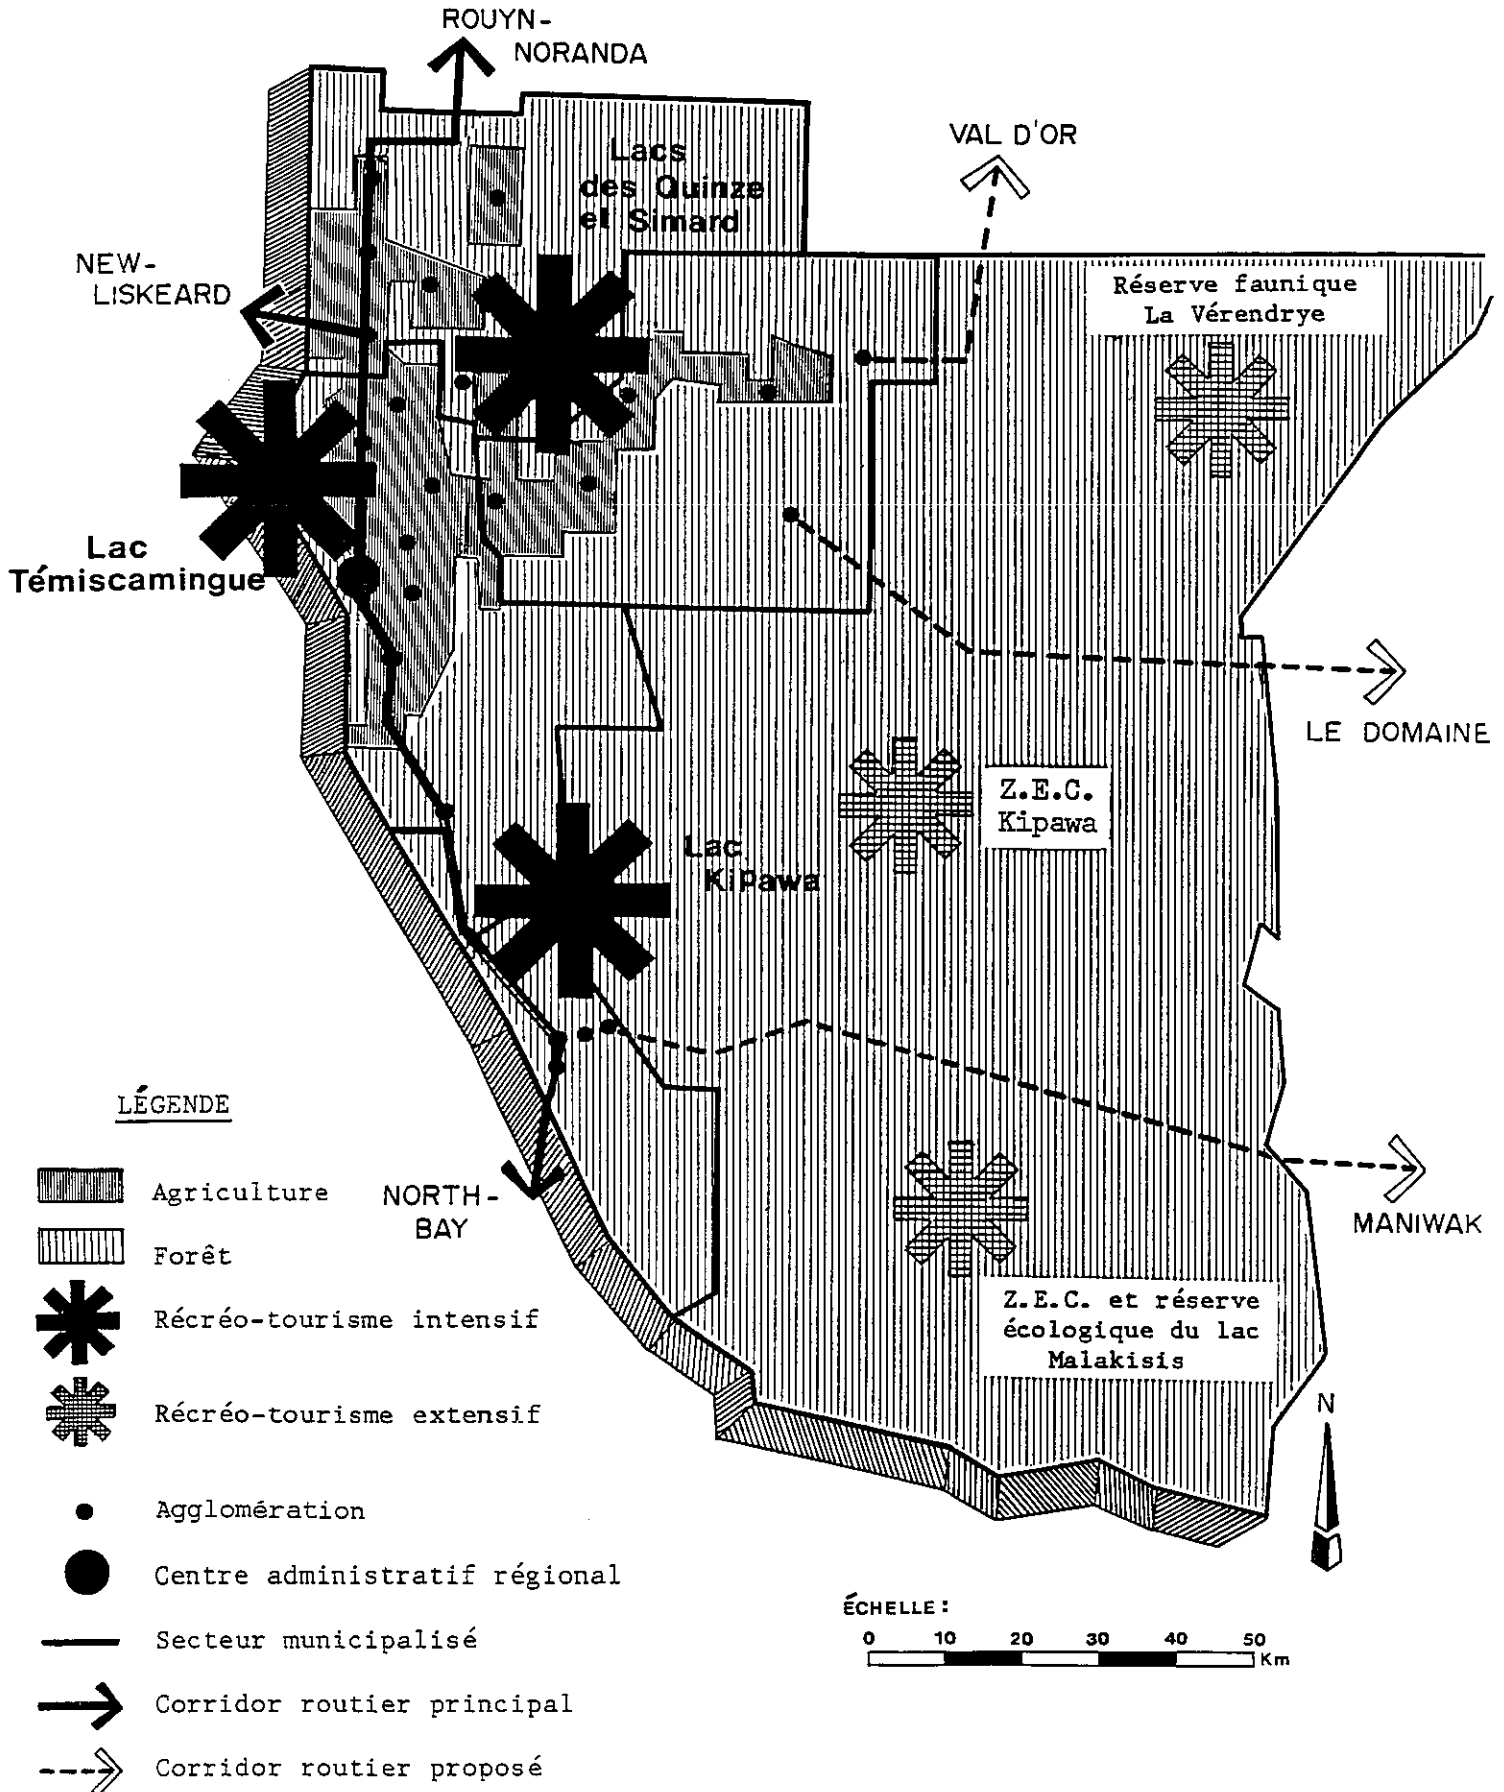 ROUYN-
NORANDA
VAL D'OR
Lacs
des Quinze
et Simard
NEW-
LISKEARD
Réserve faunique
La Vérendrye
Lac
Témiscamingue
LE DOMAINE
Z.E.C.
Kipawa
Lac
Kipawa
LÉGENDE
Agriculture
Forêt
Récréo-tourisme intensif
Récréo-tourisme extensif
Agglomération
Centre administratif régional
Secteur municipalisé
Corridor routier principal
Corridor routier proposé
NORTH-
BAY
MANIWAK
Z.E.C. et réserve
écologique du lac
Malakisis
N
ÉCHELLE :
0 10 20 30 40 50
Km